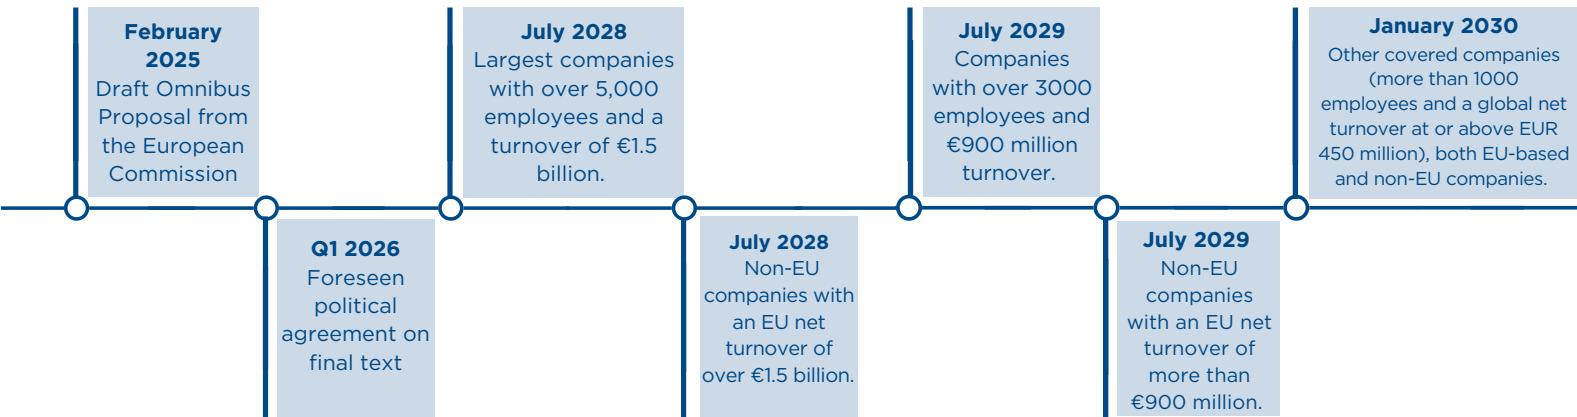 February
2025
Draft Omnibus
Proposal from
the European
Commission
Q1 2026
Foreseen
political
agreement on
final text
July 2028
Largest companies
with over 5,000
employees and a
turnover of €1.5
billion.
July 2028
Non-EU
companies with
an EU net
turnover of
over €1.5 billion.
July 2029
Companies
with over 3000
employees and
€900 million
turnover.
July 2029
Non-EU
companies
with an EU net
turnover of
more than
€900 million.
January 2030
Other covered companies
(more than 1000
employees and a global net
turnover at or above EUR
450 million), both EU-based
and non-EU companies.